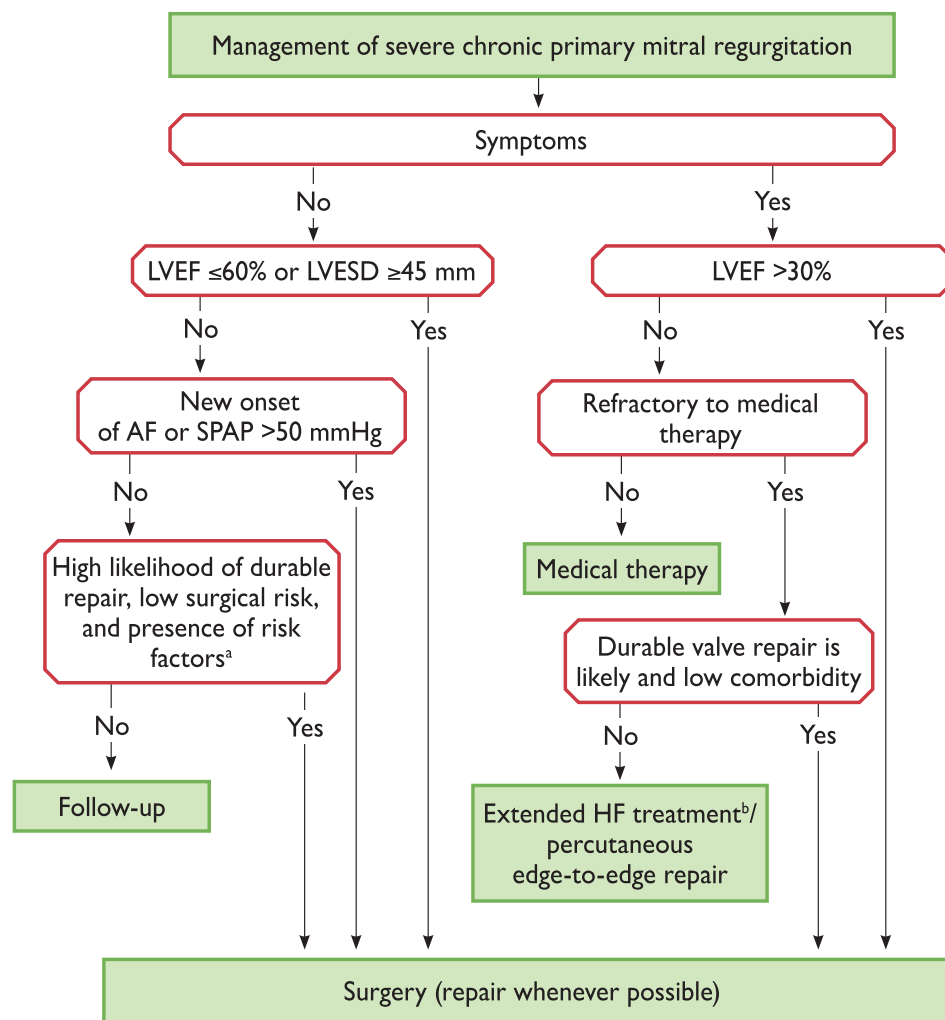 Management of severe chronic primary mitral regurgitation
Symptoms
No
Yes
LVEF ≤60% or LVESD ≥45 mm
LVEF >30%
No
Yes
No
Yes
New onset
of AF or SPAP >50 mmHg
Refractory to medical
therapy
No
Yes
No
Yes
High likelihood of durable
repair, low surgical risk,
and presence of risk
factorsᵃ
Medical therapy
Durable valve repair is
likely and low comorbidity
No
Yes
No
Yes
Follow-up
Extended HF treatmentᵇ/
percutaneous
edge-to-edge repair
Surgery (repair whenever possible)